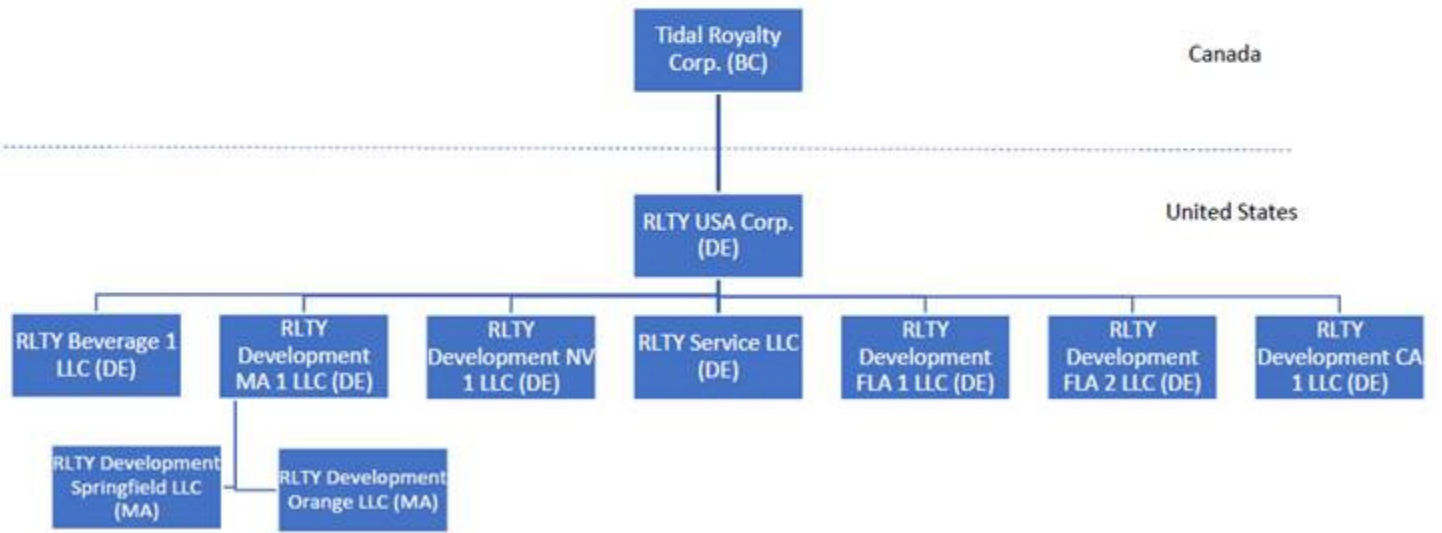 Tidal Royalty
Corp. (BC)
Canada
RLTY USA Corp.
(DE)
United States
RLTY Beverage 1
LLC (DE)
RLTY
Development
MA 1 LLC (DE)
RLTY
Development NV
1 LLC (DE)
RLTY Service LLC
(DE)
RLTY
Development
FLA 1 LLC (DE)
RLTY
Development
FLA 2 LLC (DE)
RLTY
Development CA
1 LLC (DE)
RLTY Development
Springfield LLC
(MA)
RLTY Development
Orange LLC (MA)